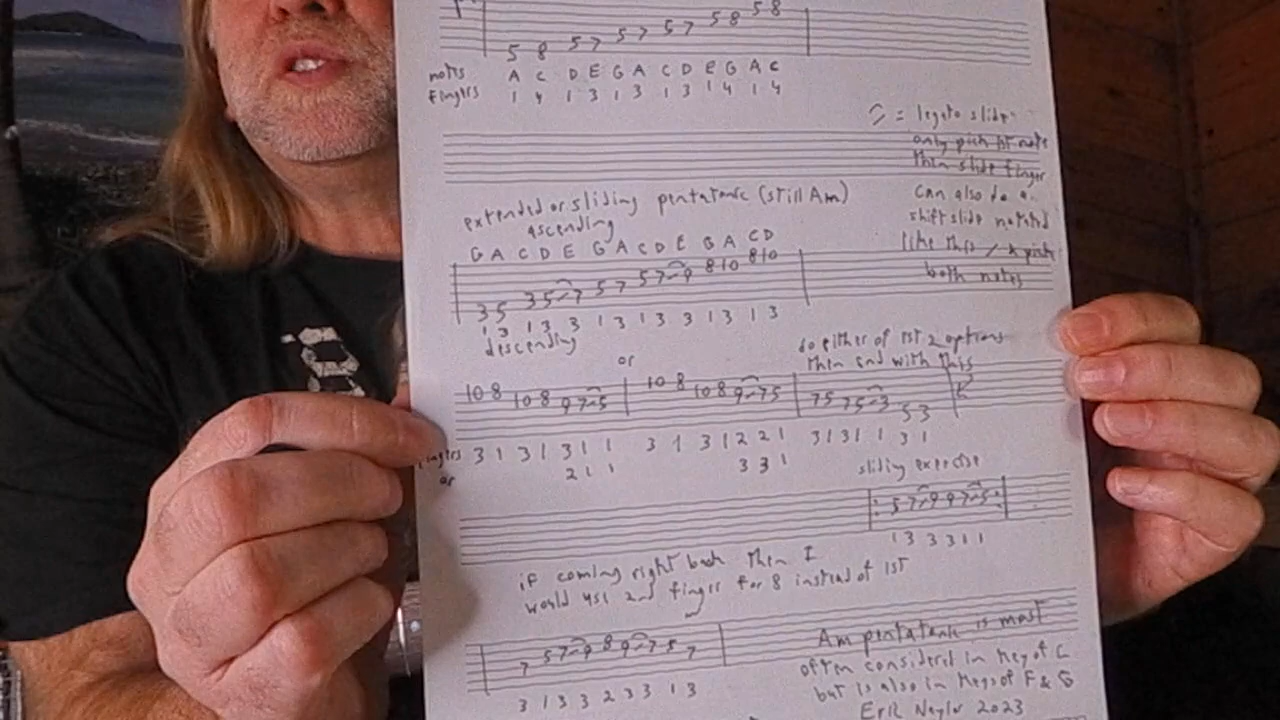 5 8 5 7 5 7 5 7 5 8 5 8
notes A C D E G A C D E G A C
fingers 1 4 1 3 1 3 1 3 1 4 1 4
= legato slide
only pick 1st note
then slide finger
can also do a
shift slide notated
like this / & pick
both notes
extended or sliding pentatonic (still Am)
ascending
G A C D E G A C D E G A C D
3 5 3 5 7 5 7 5 7 9 8 10 8 10
1 3 1 3 3 1 3 1 3 3 1 3 1 3
descending
or
do either of 1st 2 options
then end with this
10 8 10 8 9 7 5 10 8 10 8 9 7 5 7 5 7 5 3 5 3
fingers 3 1 3 1 3 1 1 3 1 3 1 2 2 1 3 1 3 1 1 3 1
or 2 1 1 3 3 1
sliding exercise
5 7 9 9 7 5
1 3 3 3 1 1
if coming right back then I
would use 2nd finger for 8 instead of 1st
7 5 7 9 8 9 7 5 7
3 1 3 3 2 3 3 1 3
Am pentatonic is most
often considered in key of C
but is also in keys of F & G
Erik Naylor 2023